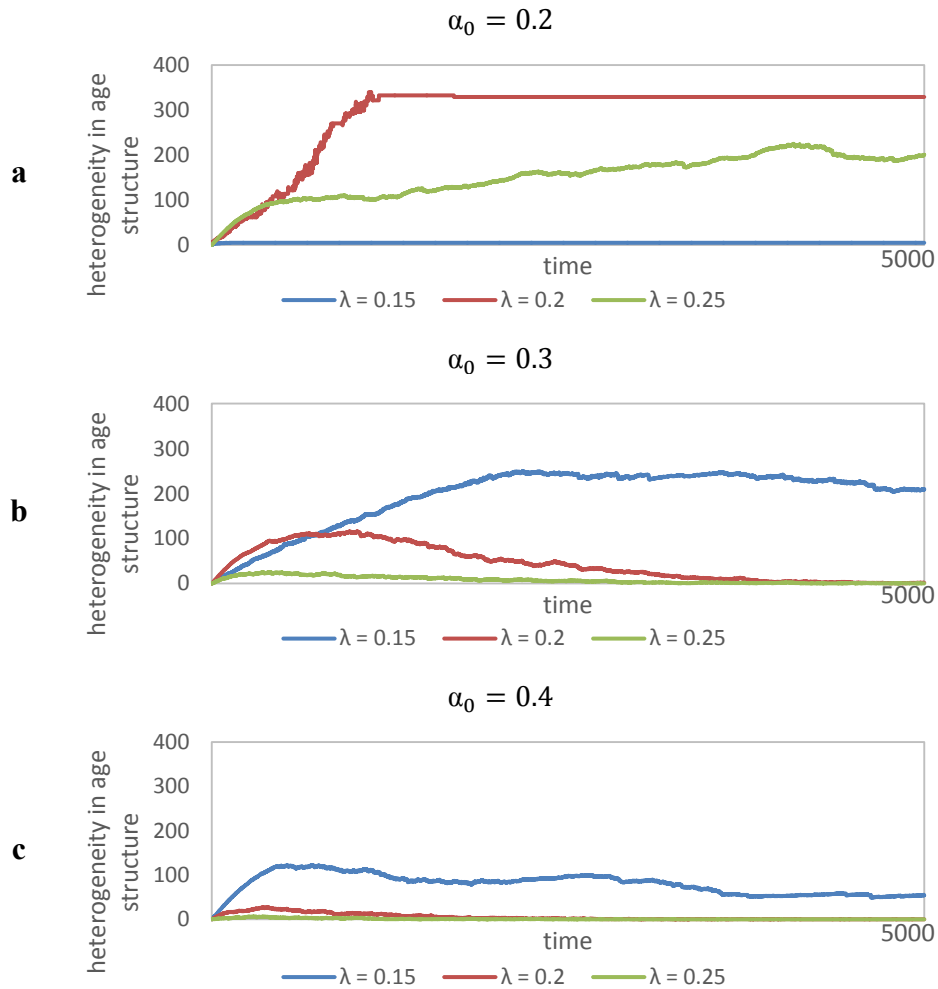 α₀ = 0.2
a
heterogeneity in age
structure
400
300
200
100
0
time
5000
λ = 0.15 λ = 0.2 λ = 0.25
α₀ = 0.3
b
heterogeneity in age
structure
400
300
200
100
0
time
5000
λ = 0.15 λ = 0.2 λ = 0.25
α₀ = 0.4
c
heterogeneity in age
structure
400
300
200
100
0
time
5000
λ = 0.15 λ = 0.2 λ = 0.25